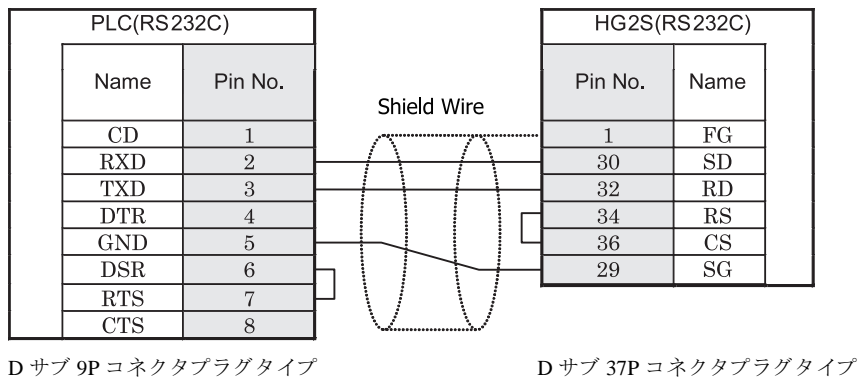 PLC(RS232C)
Name Pin No.
CD 1
RXD 2
TXD 3
DTR 4
GND 5
DSR 6
RTS 7
CTS 8
Shield Wire
HG2S(RS232C)
Pin No. Name
1 FG
30 SD
32 RD
34 RS
36 CS
29 SG
D サブ 9P コネクタプラグタイプ
D サブ 37P コネクタプラグタイプ